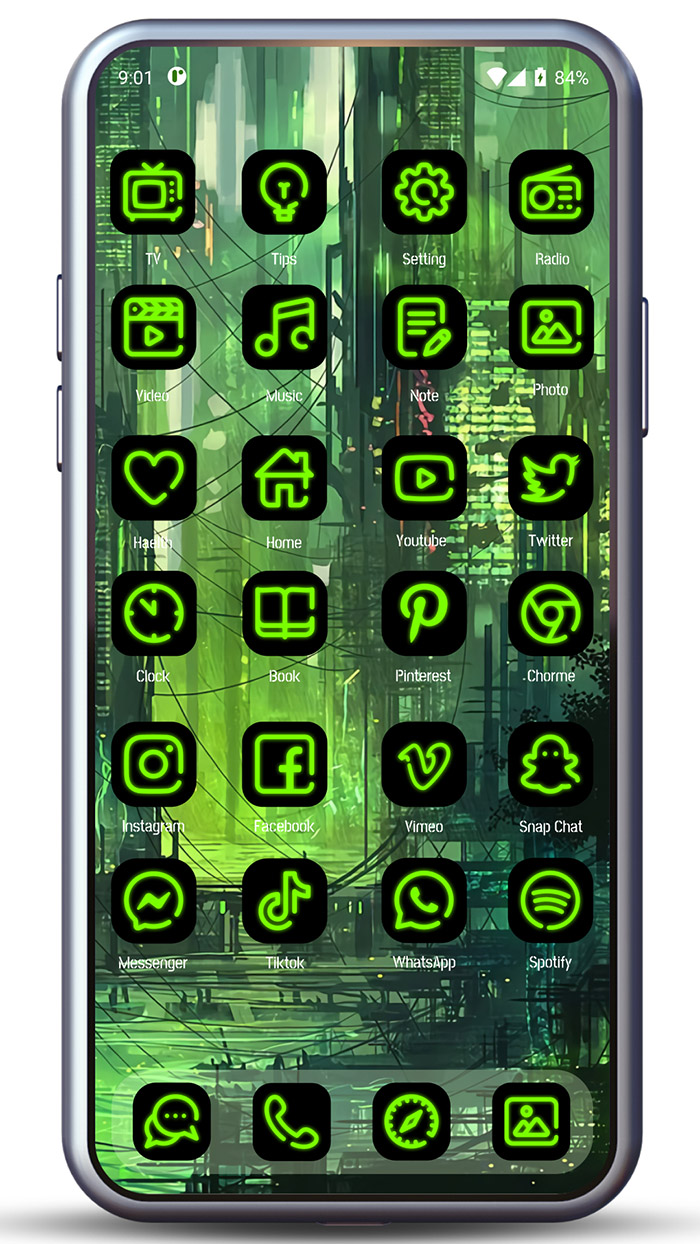 9:01 84%
TV Tips Setting Radio
Video Music Note Photo
Haelth Home Youtube Twitter
Clock Book Pinterest Chorme
Instagram Facebook Vimeo Snap Chat
Messenger Tiktok WhatsApp Spotify